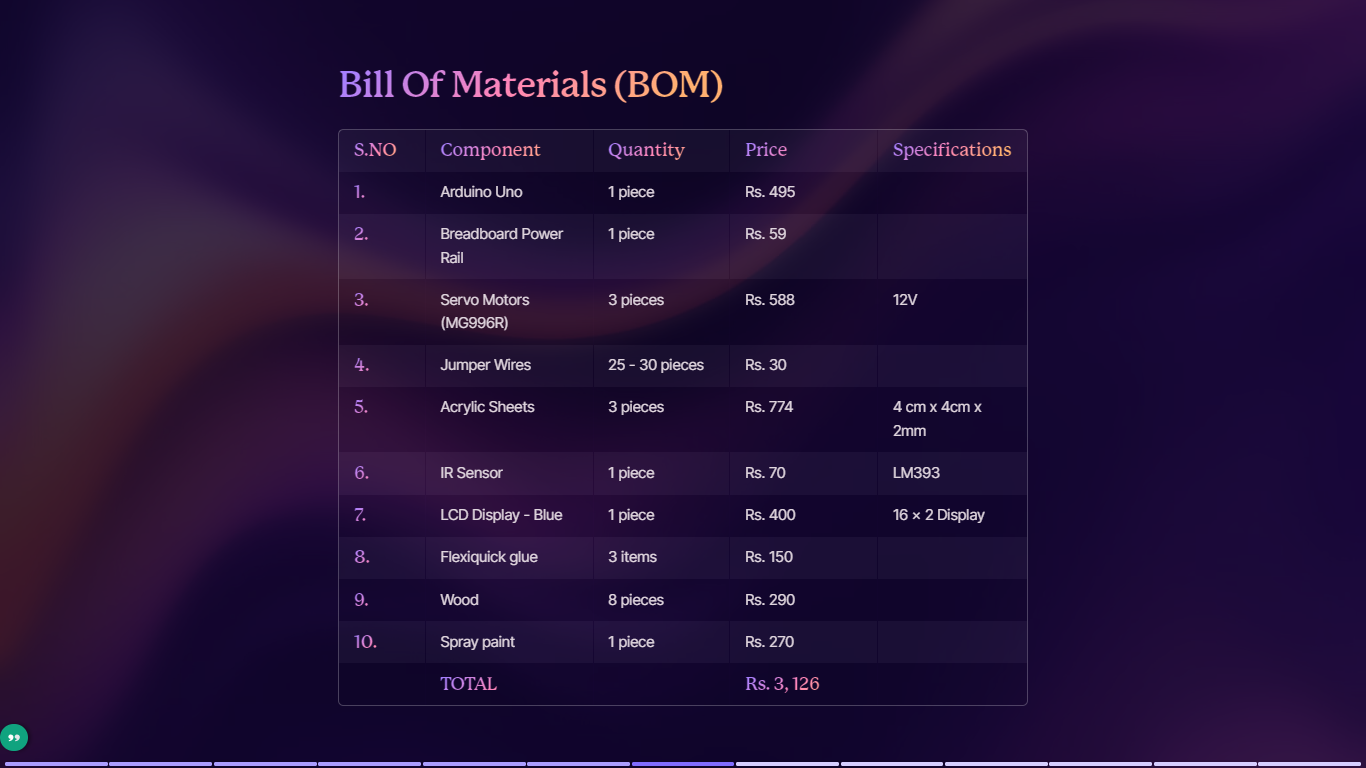 Bill Of Materials (BOM)
S.NO Component Quantity Price Specifications
1. Arduino Uno 1 piece Rs. 495
2. Breadboard Power Rail 1 piece Rs. 59
3. Servo Motors (MG996R) 3 pieces Rs. 588 12V
4. Jumper Wires 25 - 30 pieces Rs. 30
5. Acrylic Sheets 3 pieces Rs. 774 4 cm x 4cm x 2mm
6. IR Sensor 1 piece Rs. 70 LM393
7. LCD Display - Blue 1 piece Rs. 400 16 × 2 Display
8. Flexiquick glue 3 items Rs. 150
9. Wood 8 pieces Rs. 290
10. Spray paint 1 piece Rs. 270
TOTAL Rs. 3, 126